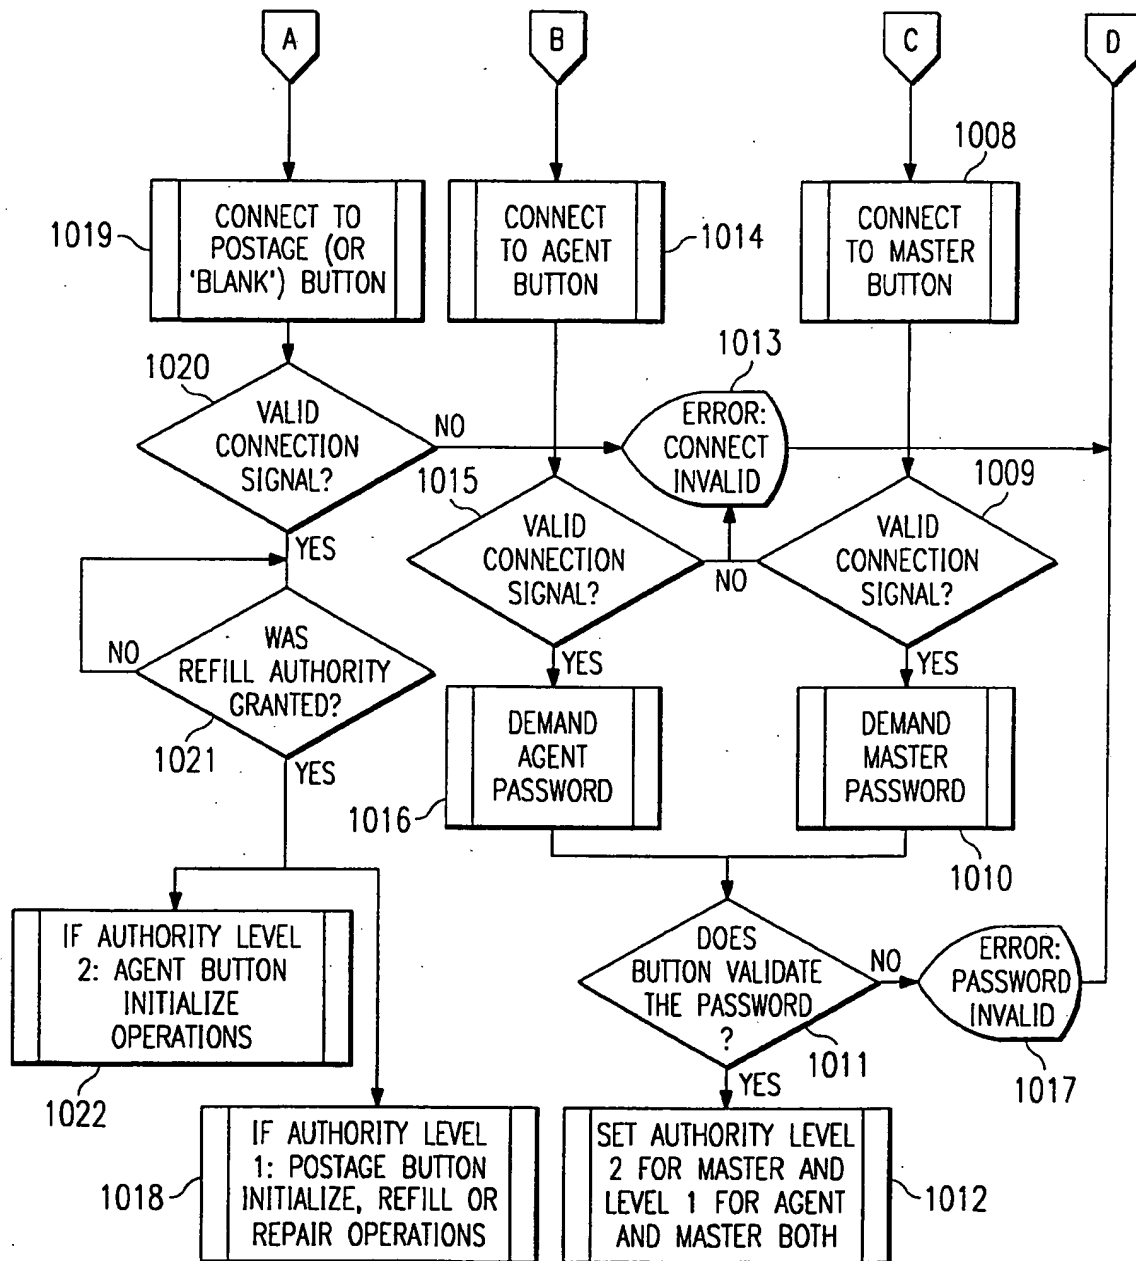 A
B
C
D
1008
CONNECT TO
POSTAGE (OR
'BLANK') BUTTON
1019
CONNECT
TO AGENT
BUTTON
1014
CONNECT
TO MASTER
BUTTON
1020
VALID
CONNECTION
SIGNAL?
NO
1013
ERROR:
CONNECT
INVALID
1015
VALID
CONNECTION
SIGNAL?
NO
1009
VALID
CONNECTION
SIGNAL?
YES
NO
WAS
REFILL AUTHORITY
GRANTED?
1021
YES
YES
YES
DEMAND
AGENT
PASSWORD
1016
DEMAND
MASTER
PASSWORD
1010
IF AUTHORITY LEVEL
2: AGENT BUTTON
INITIALIZE
OPERATIONS
1022
DOES
BUTTON VALIDATE
THE PASSWORD
?
1011
NO
ERROR:
PASSWORD
INVALID
1017
YES
IF AUTHORITY LEVEL
1: POSTAGE BUTTON
INITIALIZE, REFILL OR
REPAIR OPERATIONS
1018
SET AUTHORITY LEVEL
2 FOR MASTER AND
LEVEL 1 FOR AGENT
AND MASTER BOTH
1012